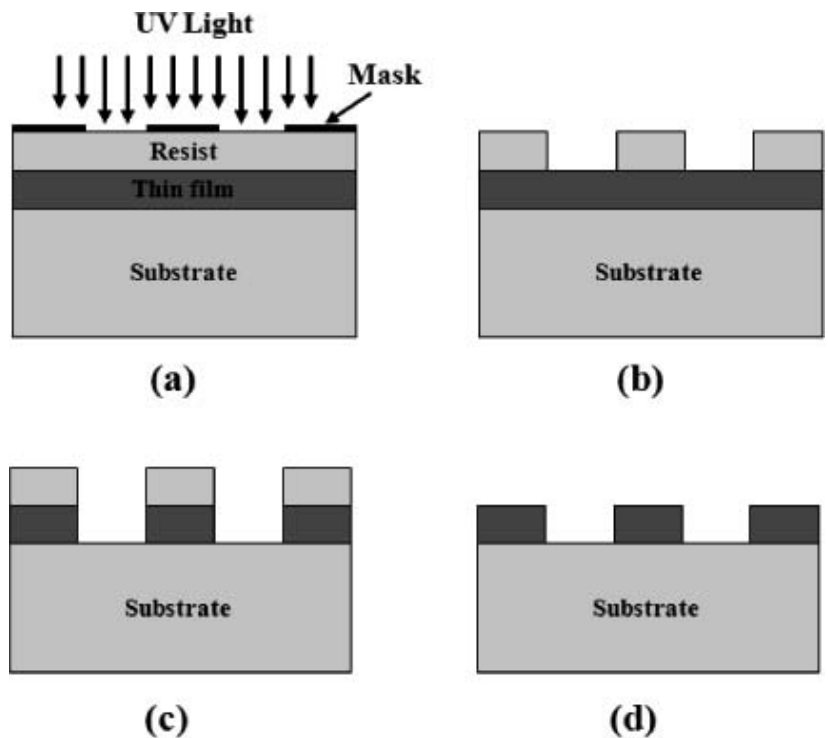 UV Light
Mask
Resist
Thin film
Substrate
(a)
Substrate
(b)
Substrate
(c)
Substrate
(d)